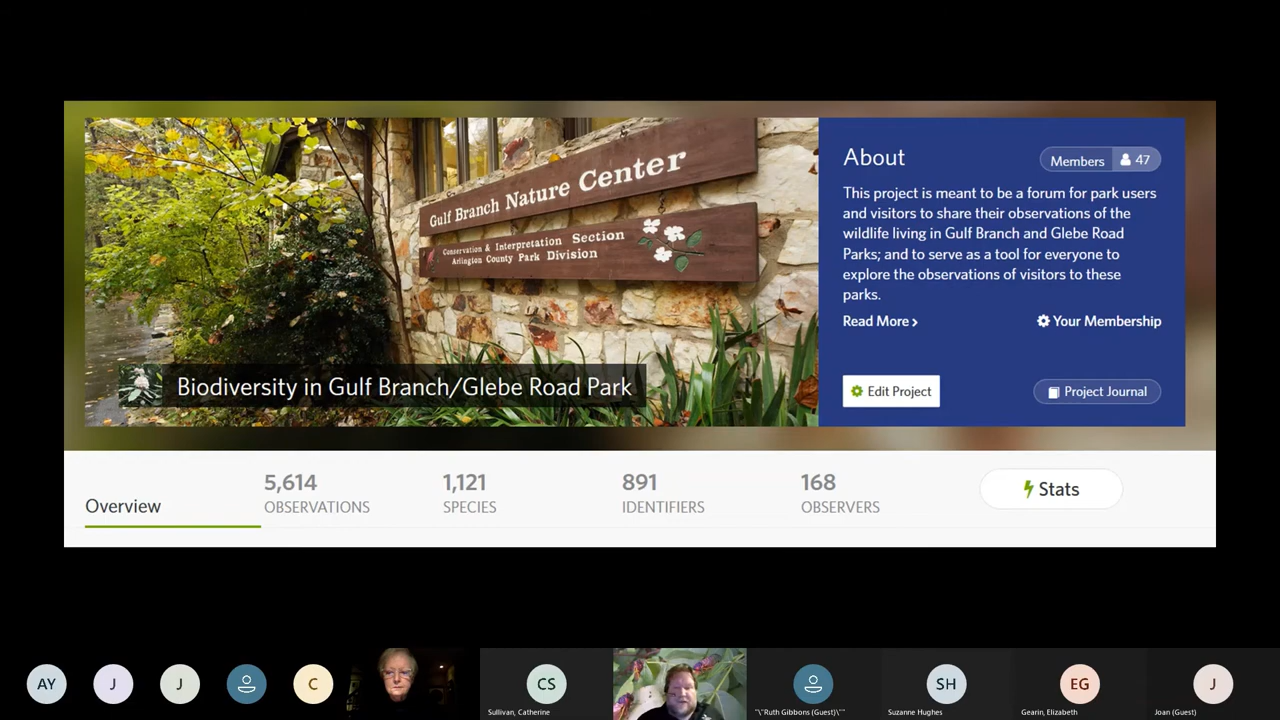 Gulf Branch Nature Center
Conservation & Interpretation Section
Arlington County Park Division
Biodiversity in Gulf Branch/Glebe Road Park
About
Members 47
This project is meant to be a forum for park users
and visitors to share their observations of the
wildlife living in Gulf Branch and Glebe Road
Parks; and to serve as a tool for everyone to
explore the observations of visitors to these
parks.
Read More >
Your Membership
Edit Project
Project Journal
Overview
5,614
OBSERVATIONS
1,121
SPECIES
891
IDENTIFIERS
168
OBSERVERS
Stats
AY
J
J
C
CS
Sullivan, Catherine
"\"Ruth Gibbons (Guest)\""
SH
Suzanne Hughes
EG
Gearin, Elizabeth
J
Joan (Guest)